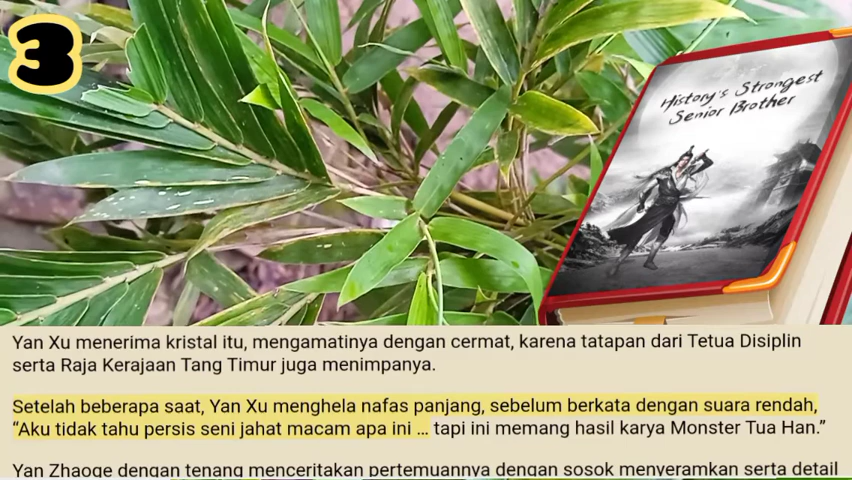 3
History's Strongest
Senior Brother
Yan Xu menerima kristal itu, mengamatinya dengan cermat, karena tatapan dari Tetua Disiplin
serta Raja Kerajaan Tang Timur juga menimpanya.
Setelah beberapa saat, Yan Xu menghela nafas panjang, sebelum berkata dengan suara rendah,
“Aku tidak tahu persis seni jahat macam apa ini ... tapi ini memang hasil karya Monster Tua Han.”
Yan Zhaoge dengan tenang menceritakan pertemuannya dengan sosok menyeramkan serta detail